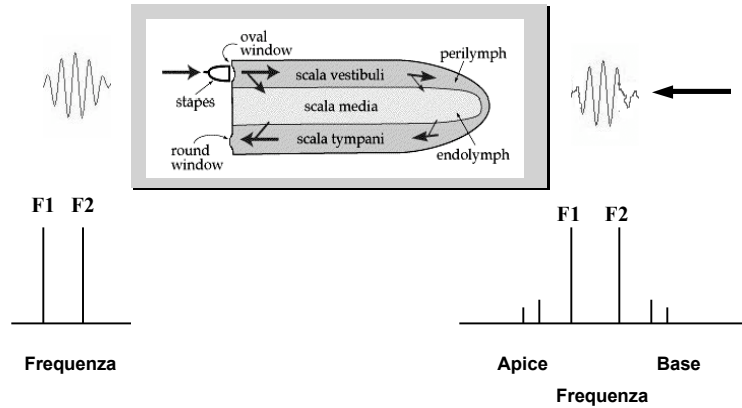 oval
window
stapes
scala vestibuli
perilymph
scala media
scala tympani
round
window
endolymph
F1 F2
F1 F2
Frequenza
Apice Base
Frequenza